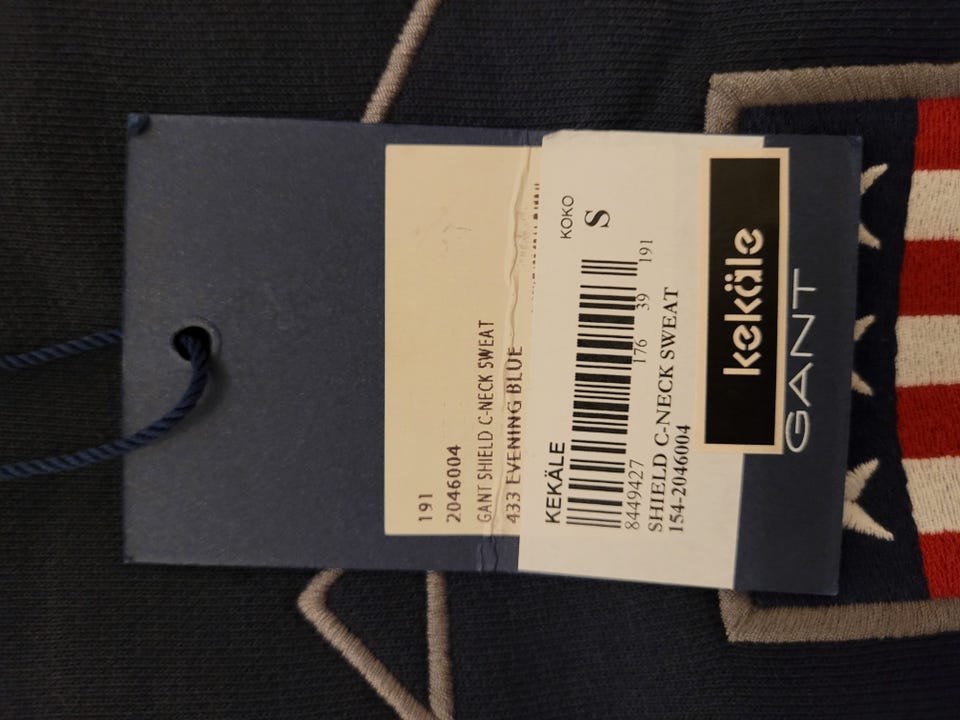 191
2046004
GANT SHIELD C-NECK SWEAT
433 EVENING BLUE
KEKÄLE
KOKO
S
8449427 176 39 191
SHIELD C-NECK SWEAT
154-2046004
kekäle
GANT